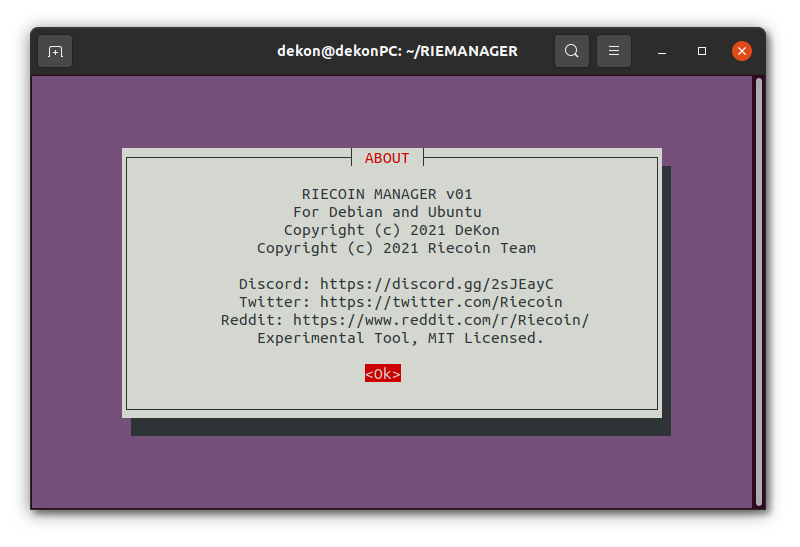 dekon@dekonPC: ~/RIEMANAGER
ABOUT
RIECOIN MANAGER v01
For Debian and Ubuntu
Copyright (c) 2021 DeKon
Copyright (c) 2021 Riecoin Team
Discord: https://discord.gg/2sJEayC
Twitter: https://twitter.com/Riecoin
Reddit: https://www.reddit.com/r/Riecoin/
Experimental Tool, MIT Licensed.
<Ok>